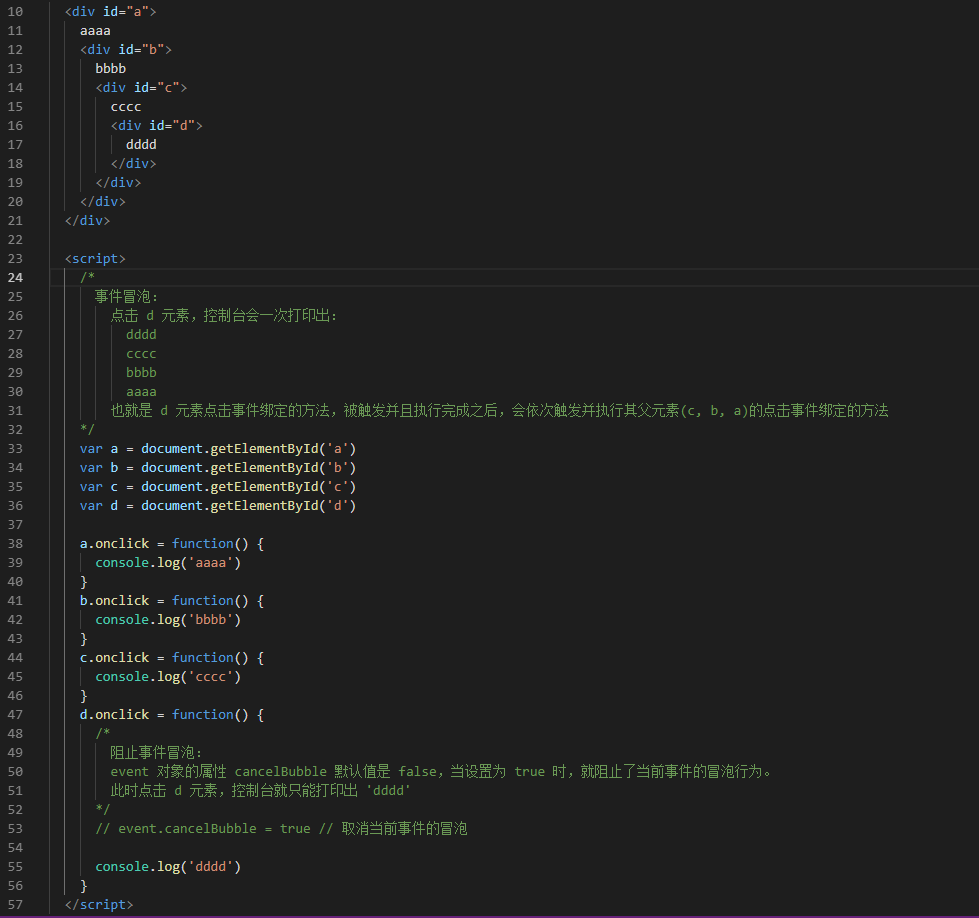 10 <div id="a">
11 aaaa
12 <div id="b">
13 bbbb
14 <div id="c">
15 cccc
16 <div id="d">
17 dddd
18 </div>
19 </div>
20 </div>
21 </div>
22
23 <script>
24 /*
25 事件冒泡：
26 点击 d 元素，控制台会一次打印出：
27 dddd
28 cccc
29 bbbb
30 aaaa
31 也就是 d 元素点击事件绑定的方法，被触发并且执行完成之后，会依次触发并执行其父元素(c, b, a)的点击事件绑定的方法
32 */
33 var a = document.getElementById('a')
34 var b = document.getElementById('b')
35 var c = document.getElementById('c')
36 var d = document.getElementById('d')
37
38 a.onclick = function() {
39 console.log('aaaa')
40 }
41 b.onclick = function() {
42 console.log('bbbb')
43 }
44 c.onclick = function() {
45 console.log('cccc')
46 }
47 d.onclick = function() {
48 /*
49 阻止事件冒泡：
50 event 对象的属性 cancelBubble 默认值是 false，当设置为 true 时，就阻止了当前事件的冒泡行为。
51 此时点击 d 元素，控制台就只能打印出 'dddd'
52 */
53 // event.cancelBubble = true // 取消当前事件的冒泡
54
55 console.log('dddd')
56 }
57 </script>